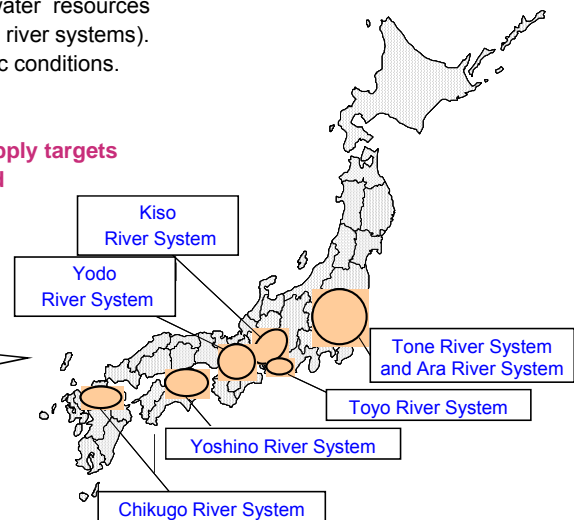 water resources
river systems).
c conditions.
pply targets
d
Kiso
River System
Yodo
River System
Tone River System
and Ara River System
Toyo River System
Yoshino River System
Chikugo River System